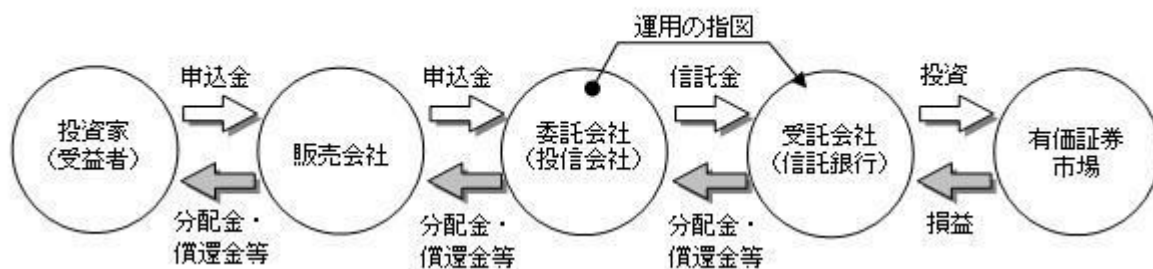 運用の指図
申込金
申込金
信託金
投資
投資家
（受益者）
販売会社
委託会社
（投信会社）
受託会社
（信託銀行）
有価証券
市場
分配金・
償還金等
分配金・
償還金等
分配金・
償還金等
損益